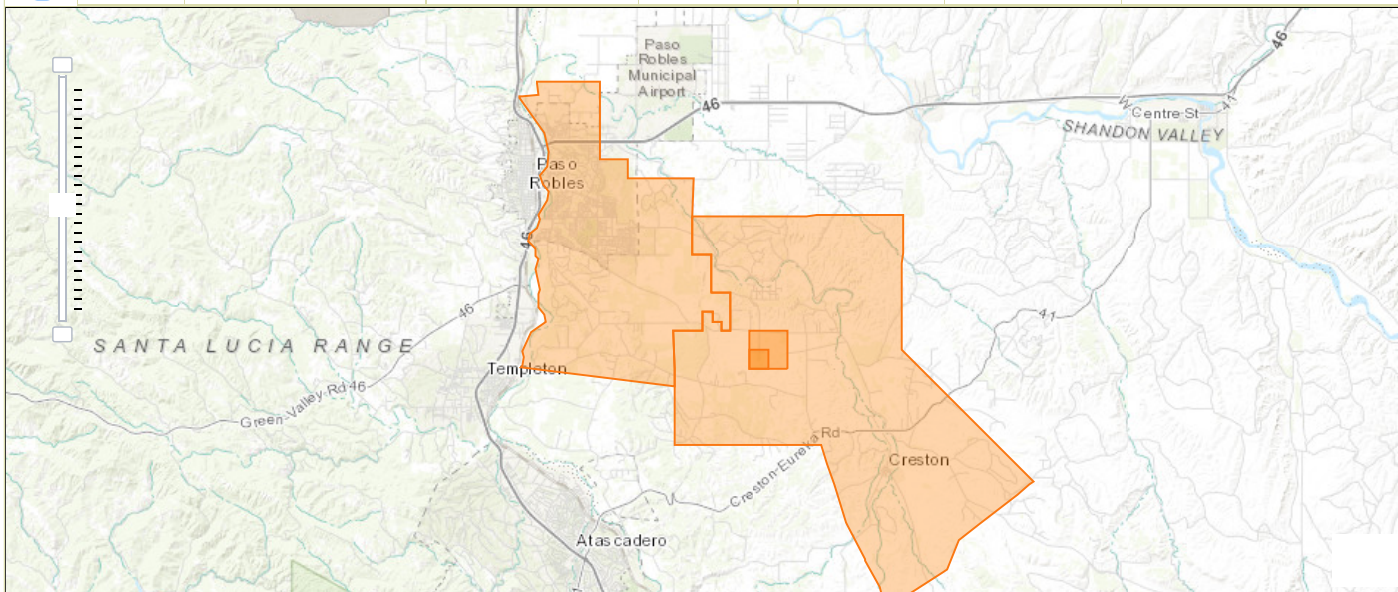 Paso
Robles
Municipal
Airport
46
46
W Centre St
41
SHANDON VALLEY
Paso
Robles
46
46
41
SANTA LUCIA RANGE
Templeton
Green-Valley-Rd 46
Creston-Eureka Rd
Creston
Atascadero